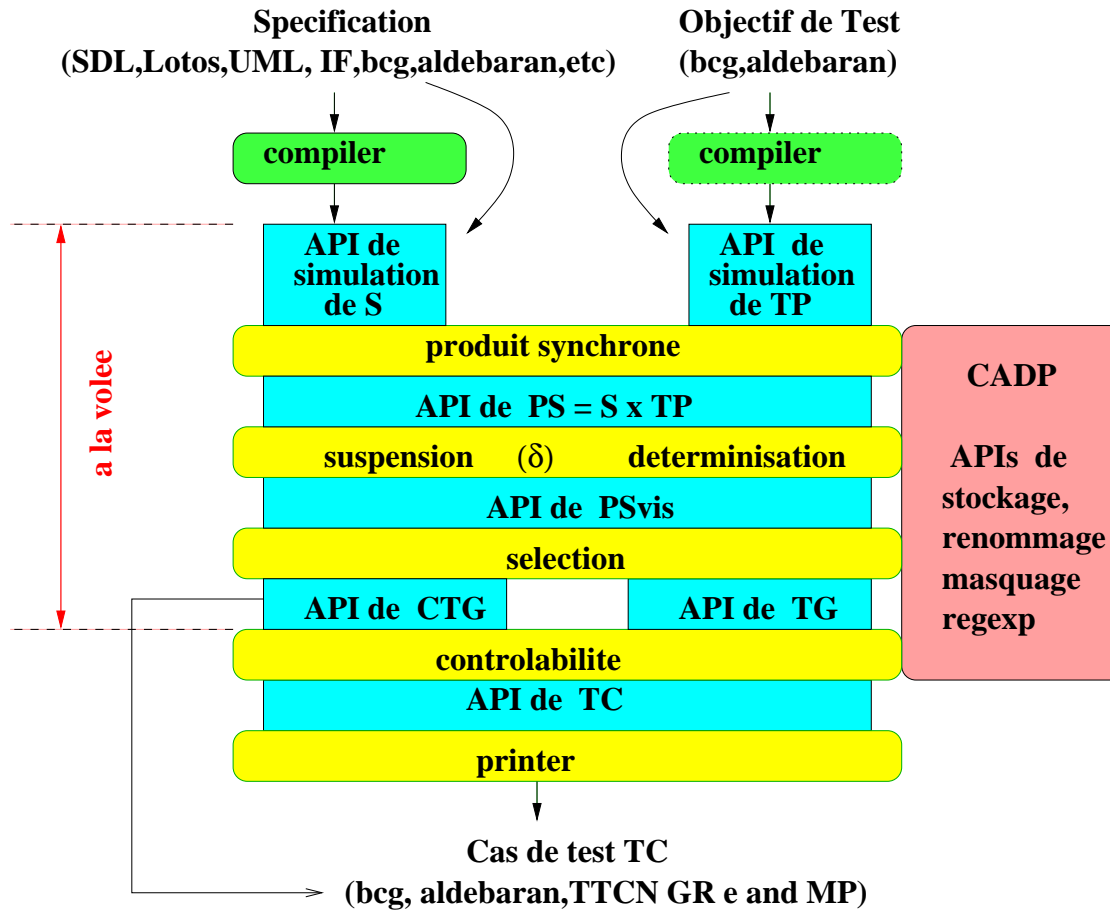 Specification
(SDL,Lotos,UML, IF,bcg,aldebaran,etc)
Objectif de Test
(bcg,aldebaran)
compiler
compiler
API de
simulation
de S
API de
simulation
de TP
a la volee
produit synchrone
API de PS = S x TP
suspension (δ) determinisation
API de PSvis
selection
API de CTG
API de TG
controlabilite
API de TC
printer
CADP
APIs de
stockage,
renommage
masquage
regexp
Cas de test TC
(bcg, aldebaran,TTCN GR e and MP)